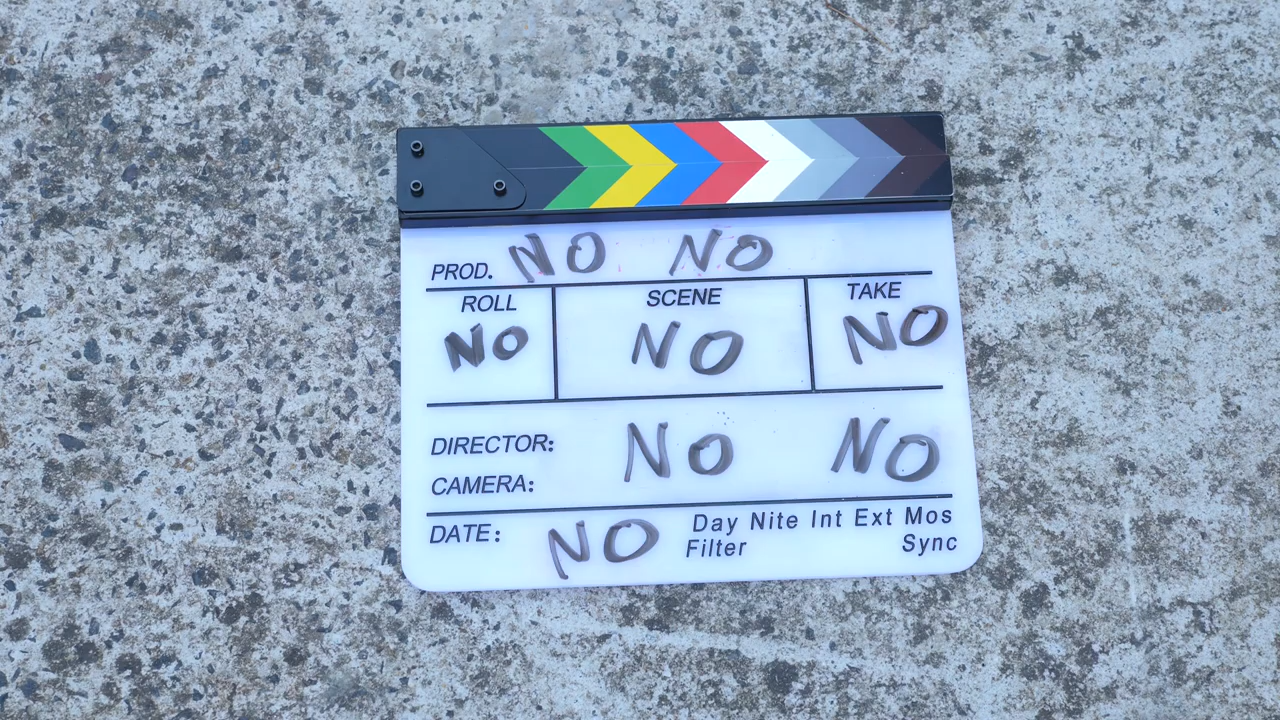 PROD. NO NO
ROLL SCENE TAKE
NO NO NO
DIRECTOR: NO NO
CAMERA:
DATE: NO Day Nite Int Ext Mos
Filter Sync